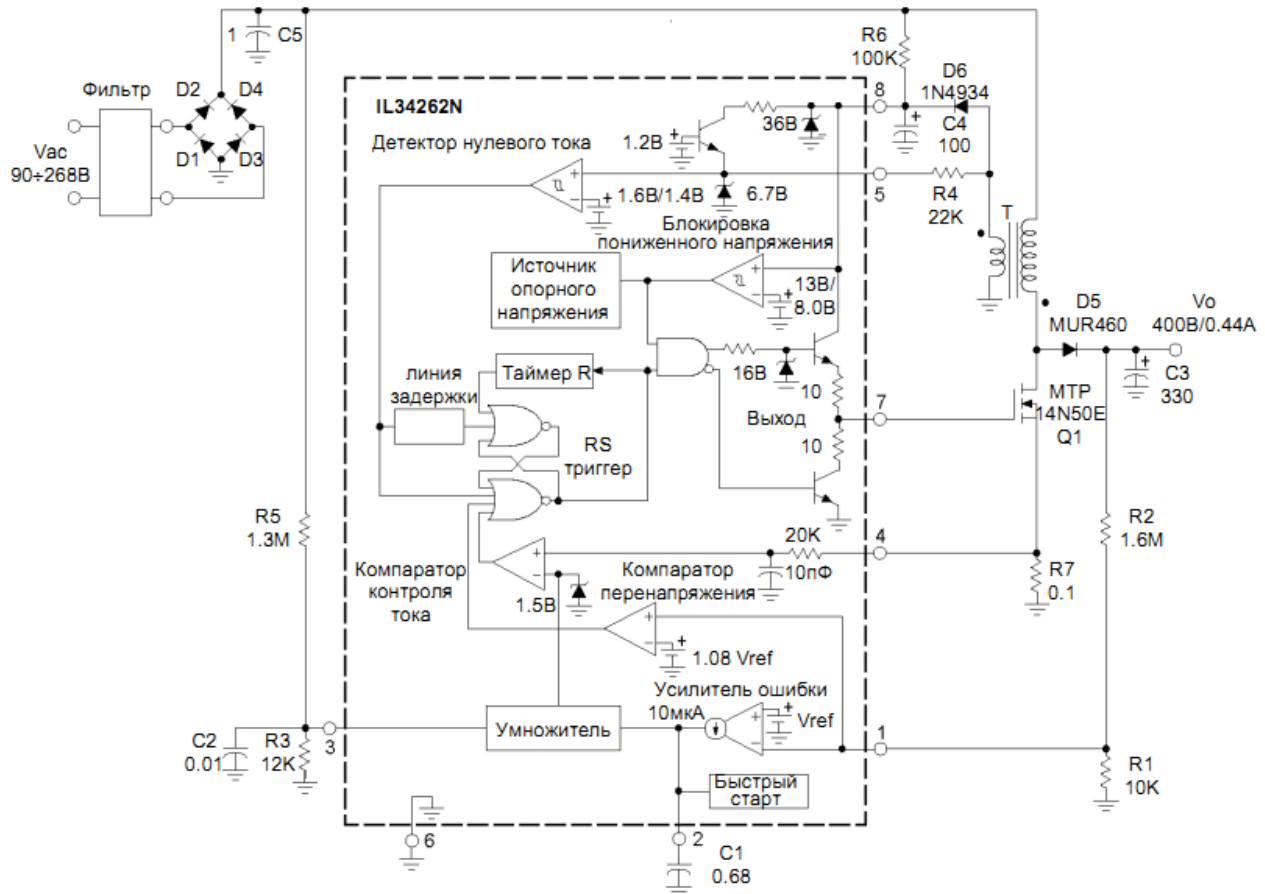 1
C5
R6
100K
Фильтр
D2
D4
D1
D3
Vac
90÷268В
IL34262N
Детектор нулевого тока
1.2В
36В
8
D6
1N4934
C4
100
1.6В/1.4В
6.7В
5
R4
22K
T
Блокировка
пониженного напряжения
Источник
опорного
напряжения
13В/
8.0В
D5
MUR460
Vo
400В/0.44А
C3
330
линия
задержки
Таймер R
16В
10
Выход
10
7
MTP
14N50E
Q1
RS
триггер
R5
1.3М
20K
10пФ
4
R2
1.6М
R7
0.1
Компаратор
контроля
тока
1.5В
Компаратор
перенапряжения
1.08 Vref
Усилитель ошибки
10мкА
Vref
Умножитель
C2
0.01
R3
12K
3
1
R1
10K
Быстрый
старт
6
2
C1
0.68